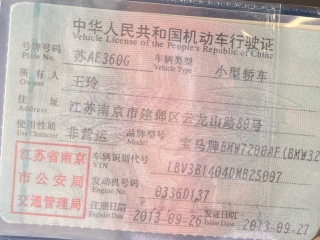 中华人民共和国机动车行驶证
Vehicle License of the People's Republic of China
号牌号码 Plate No. 苏AE360G 车辆类型 Vehicle Type 小型轿车
所有人 Owner 王玲
住址 Address 江苏南京市建邺区云龙山路88号
使用性质 Use Character 非营运 品牌型号 Model 宝马牌BMW7200AF(BMW32
江苏省南京
市公安局
交通管理局
车辆识别代号 VIN LBV3B1404DMB25097
发动机号码 Engine No. 0336D137
注册日期 Register Date 2013-09-26 发证日期 Issue Date 2013-09-27